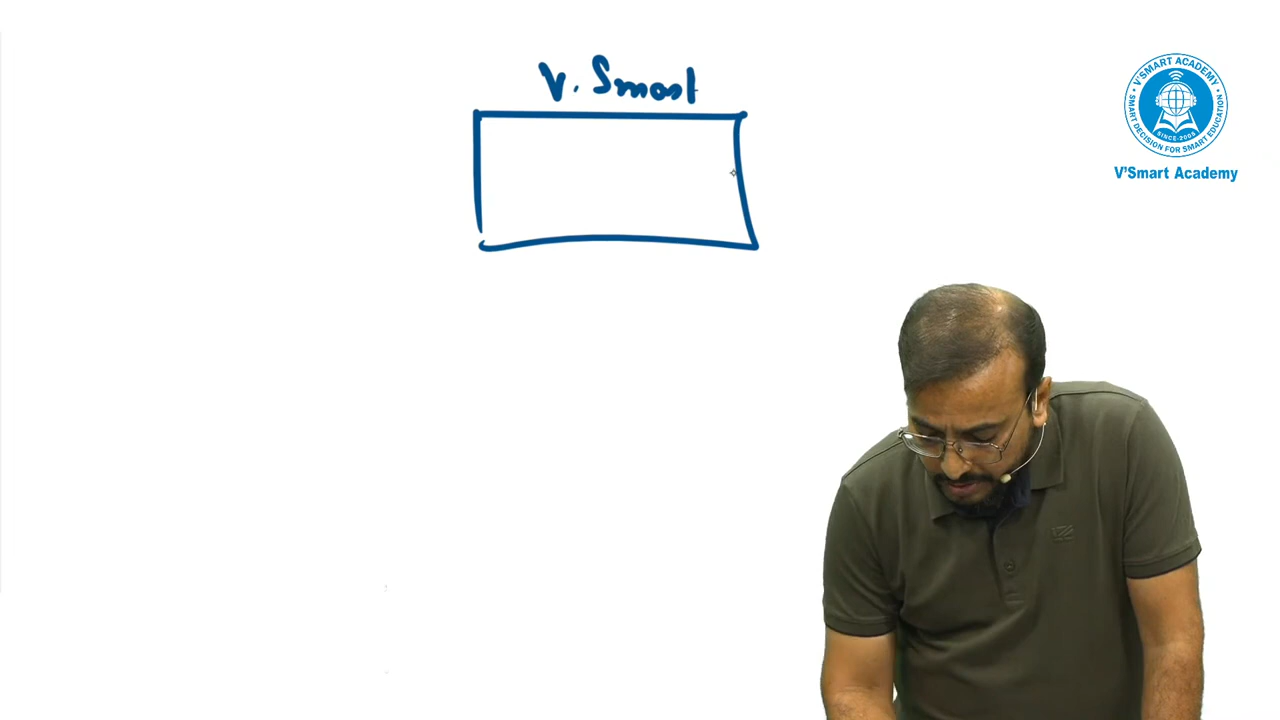 V. Smart
V'SMART ACADEMY
SINCE-2006
SMART DECISION FOR SMART EDUCATION
V'Smart Academy